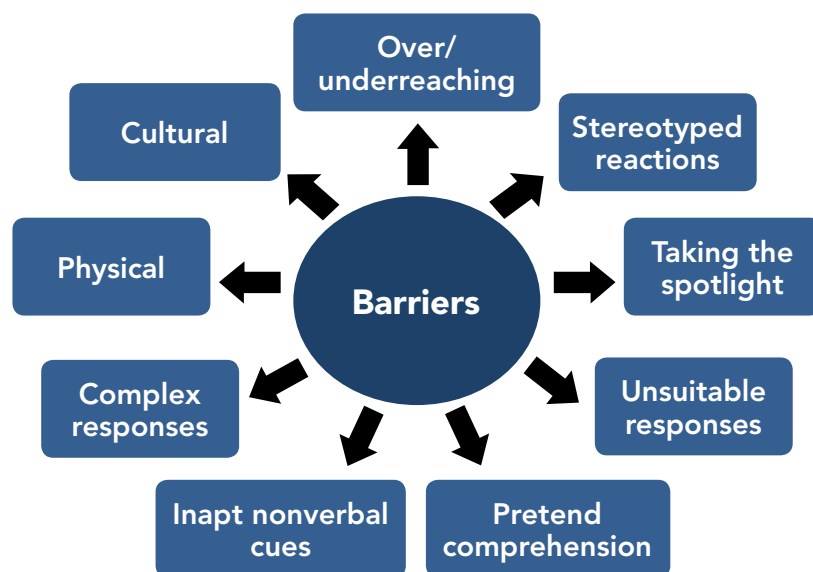 Over/
underreaching
Stereotyped
reactions
Taking the
spotlight
Unsuitable
responses
Pretend
comprehension
Inapt nonverbal
cues
Complex
responses
Physical
Cultural
Barriers